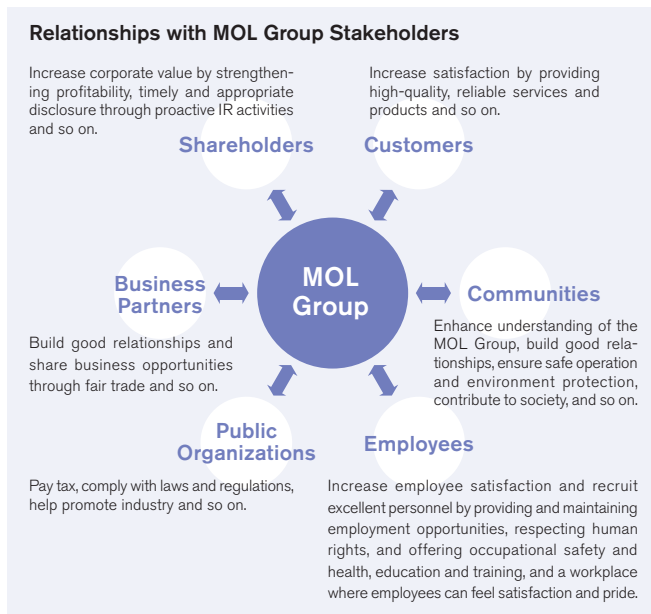 Relationships with MOL Group Stakeholders
Increase corporate value by strengthen-
ing profitability, timely and appropriate
disclosure through proactive IR activities
and so on.
Shareholders
Increase satisfaction by providing
high-quality, reliable services and
products and so on.
Customers
MOL
Group
Business
Partners
Build good relationships and
share business opportunities
through fair trade and so on.
Communities
Enhance understanding of the
MOL Group, build good rela-
tionships, ensure safe operation
and environment protection,
contribute to society, and so on.
Public
Organizations
Pay tax, comply with laws and regulations,
help promote industry and so on.
Employees
Increase employee satisfaction and recruit
excellent personnel by providing and maintaining
employment opportunities, respecting human
rights, and offering occupational safety and
health, education and training, and a workplace
where employees can feel satisfaction and pride.